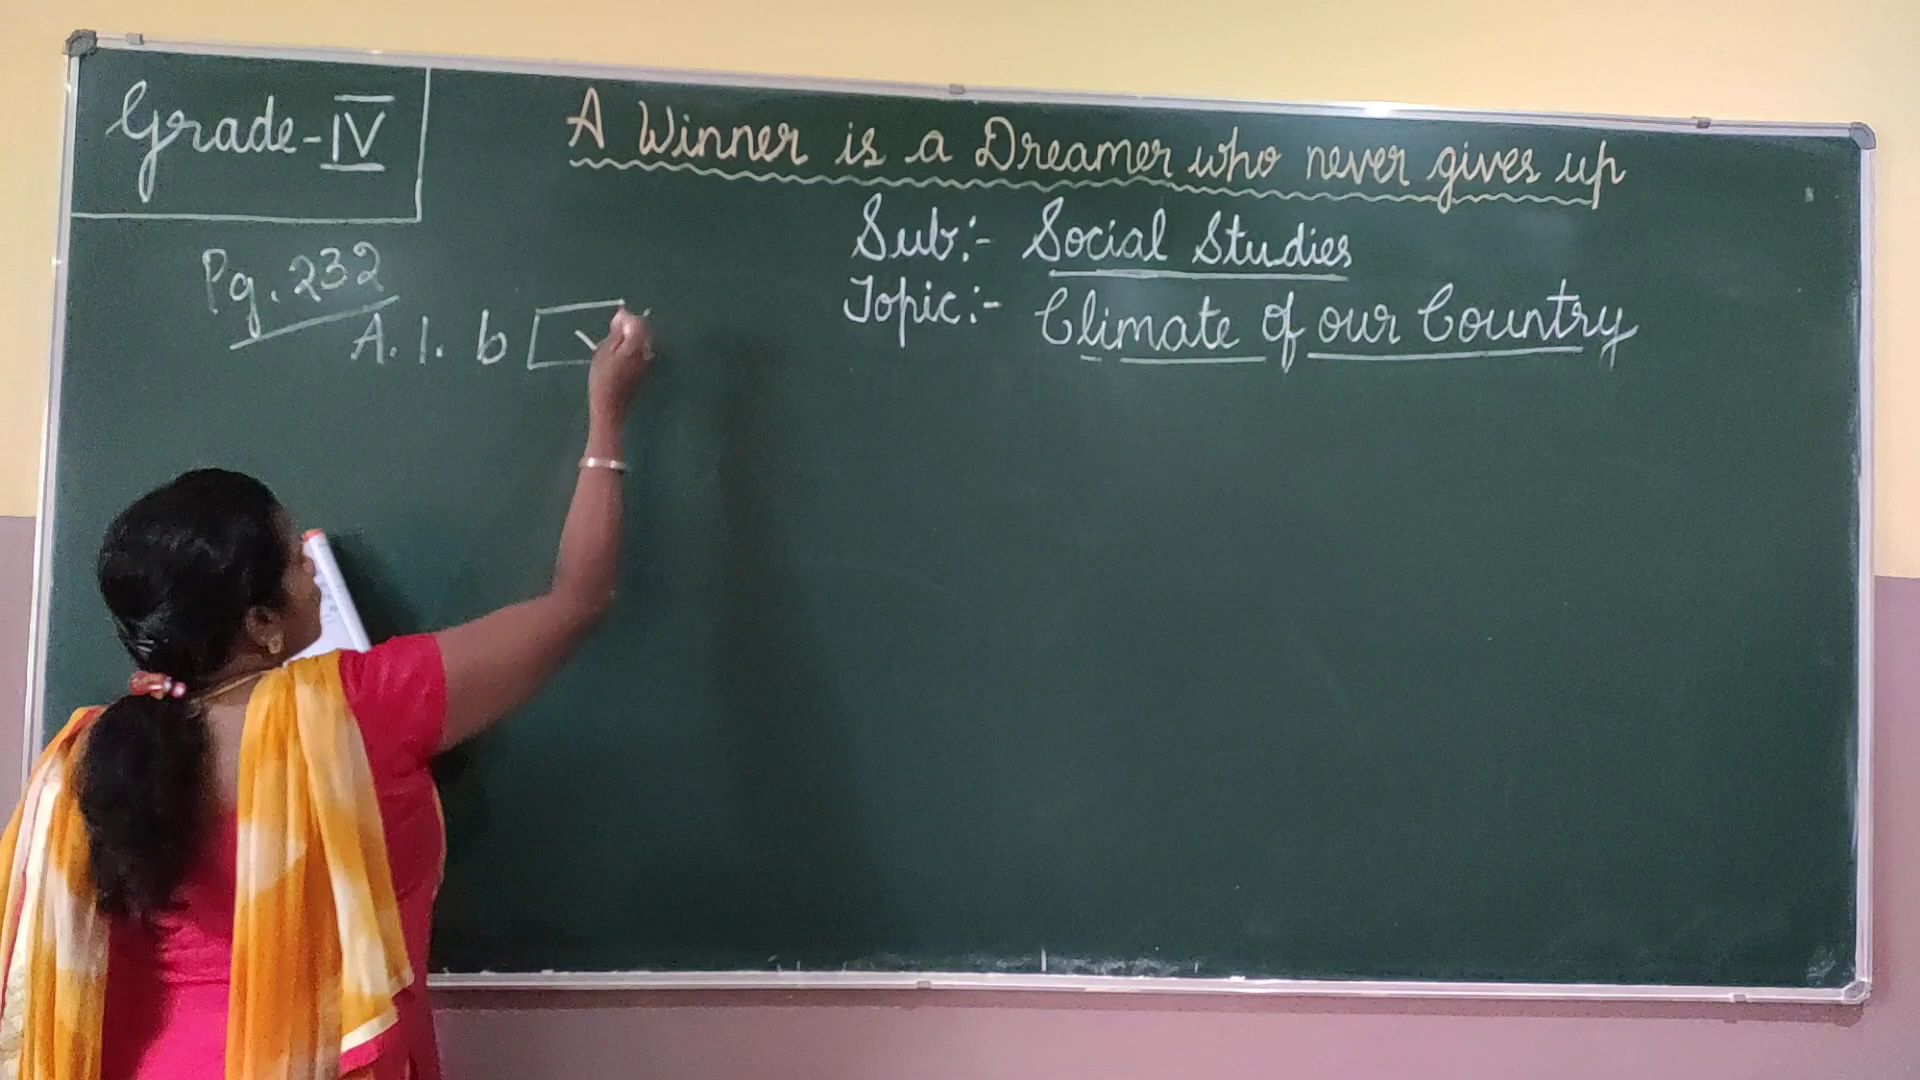 Grade-IV
A Winner is a Dreamer who never gives up
Sub:- Social Studies
Topic:- Climate of our Country
Pg. 232
A. 1. b